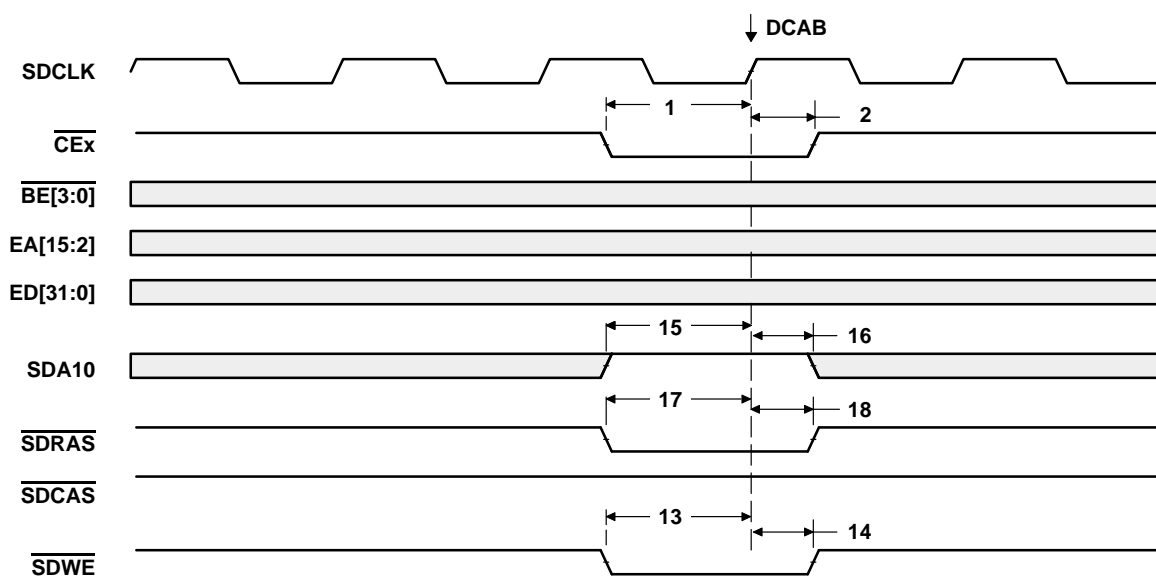 DCAB
SDCLK
1
2
CEx
BE[3:0]
EA[15:2]
ED[31:0]
15
16
SDA10
17
18
SDRAS
SDCAS
13
14
SDWE